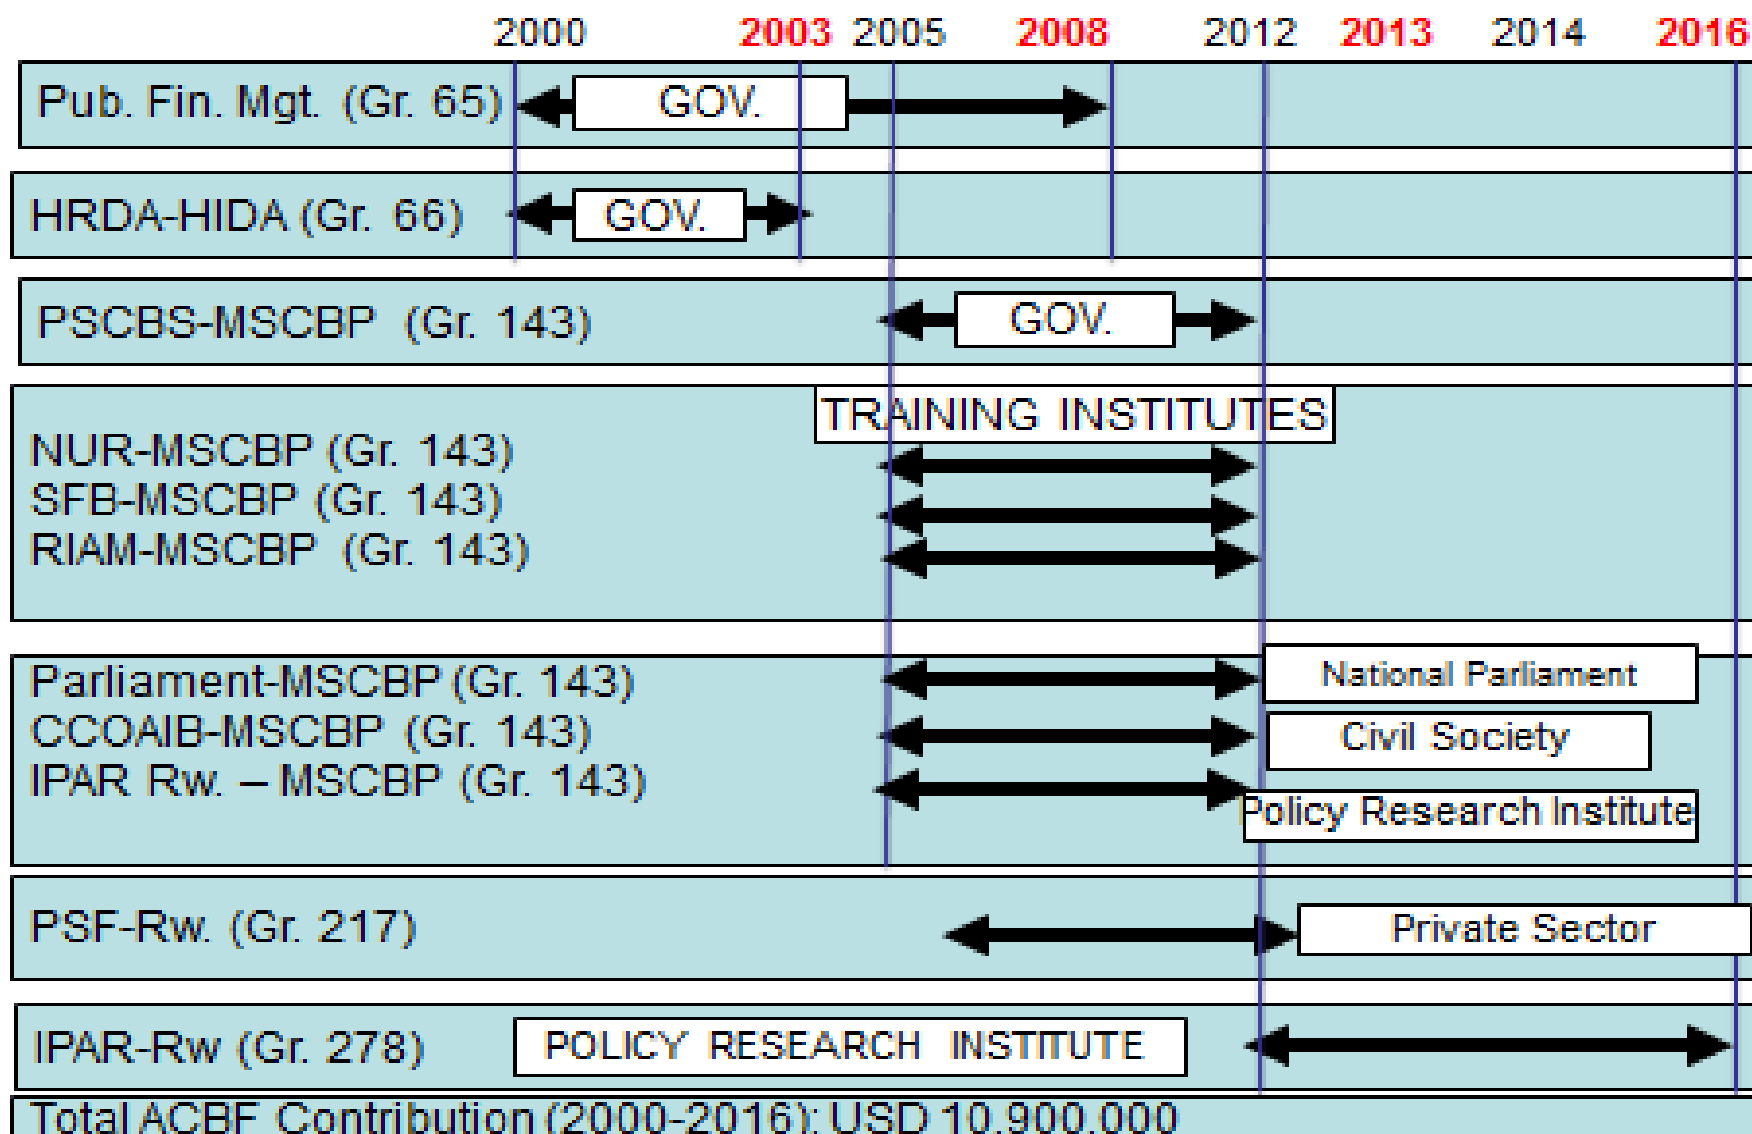 2000 2003 2005 2008 2012 2013 2014 2016
Pub. Fin. Mgt. (Gr. 65) GOV.
HRDA-HIDA (Gr. 66) GOV.
PSCBS-MSCBP (Gr. 143) GOV.
TRAINING INSTITUTES
NUR-MSCBP (Gr. 143)
SFB-MSCBP (Gr. 143)
RIAM-MSCBP (Gr. 143)
Parliament-MSCBP (Gr. 143) National Parliament
CCOAIB-MSCBP (Gr. 143) Civil Society
IPAR Rw. – MSCBP (Gr. 143)
Policy Research Institute
PSF-Rw. (Gr. 217) Private Sector
IPAR-Rw (Gr. 278) POLICY RESEARCH INSTITUTE
Total ACBF Contribution (2000-2016): USD 10.900.000